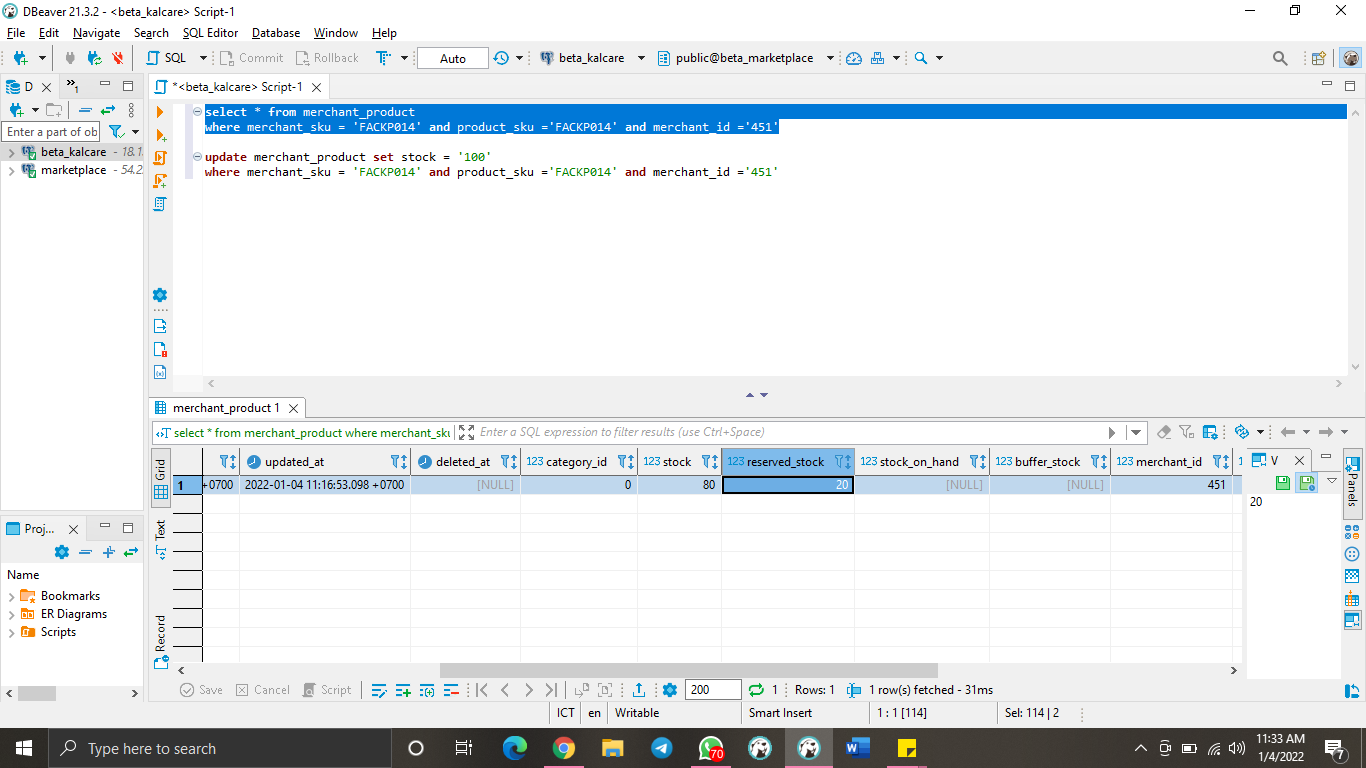 DBeaver 21.3.2 - <beta_kalcare> Script-1
File Edit Navigate Search SQL Editor Database Window Help
SQL Commit Rollback Auto beta_kalcare public@beta_marketplace
D 1
*<beta_kalcare> Script-1
Enter a part of ob
beta_kalcare - 18.1
marketplace - 54.2
select * from merchant_product
where merchant_sku = 'FACKP014' and product_sku ='FACKP014' and merchant_id ='451'
update merchant_product set stock = '100'
where merchant_sku = 'FACKP014' and product_sku ='FACKP014' and merchant_id ='451'
merchant_product 1
select * from merchant_product where merchant_sku Enter a SQL expression to filter results (use Ctrl+Space)
Grid
Text
Record
updated_at deleted_at 123 category_id 123 stock 123 reserved_stock 123 stock_on_hand 123 buffer_stock 123 merchant_id
1 +0700 2022-01-04 11:16:53.098 +0700 [NULL] 0 80 20 [NULL] [NULL] 451
V
20
Panels
Proj...
Name
Bookmarks
ER Diagrams
Scripts
Save Cancel Script 200 1 Rows: 1 1 row(s) fetched - 31ms
ICT en Writable Smart Insert 1 : 1 [114] Sel: 114 | 2
Type here to search
70
11:33 AM
1/4/2022
7